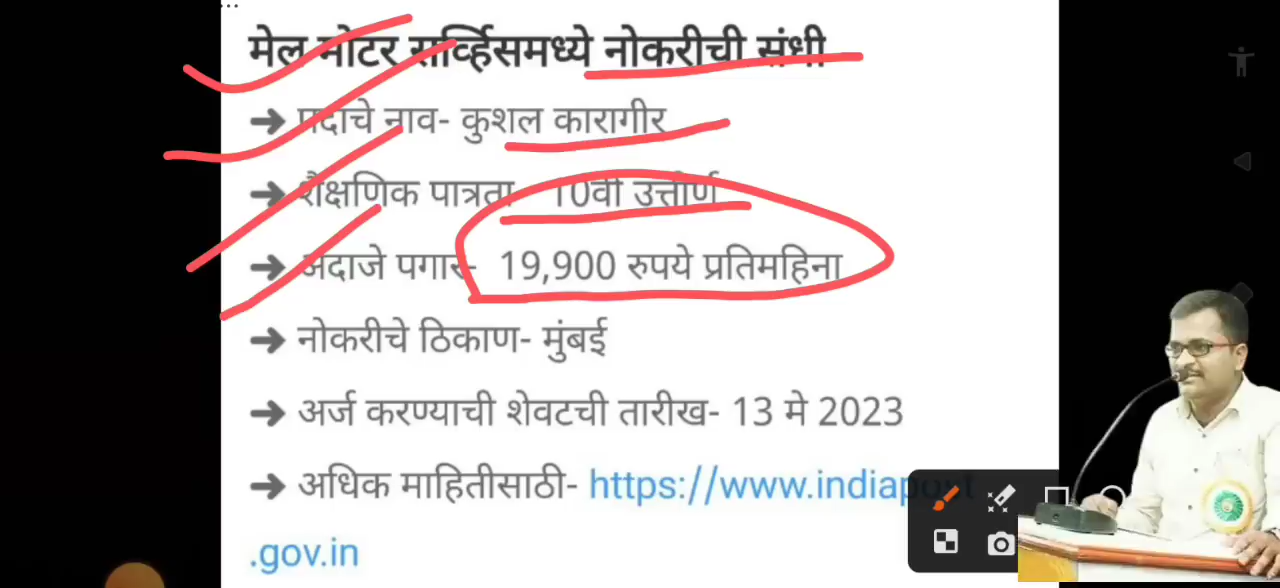 मेल मोटर सर्व्हिसमध्ये नोकरीची संधी
➔ पदाचे नाव- कुशल कारागीर
➔ शैक्षणिक पात्रता- 10वी उत्तीर्ण
➔ अंदाजे पगार- 19,900 रुपये प्रतिमहिना
➔ नोकरीचे ठिकाण- मुंबई
➔ अर्ज करण्याची शेवटची तारीख- 13 मे 2023
➔ अधिक माहितीसाठी- https://www.indiapost
.gov.in